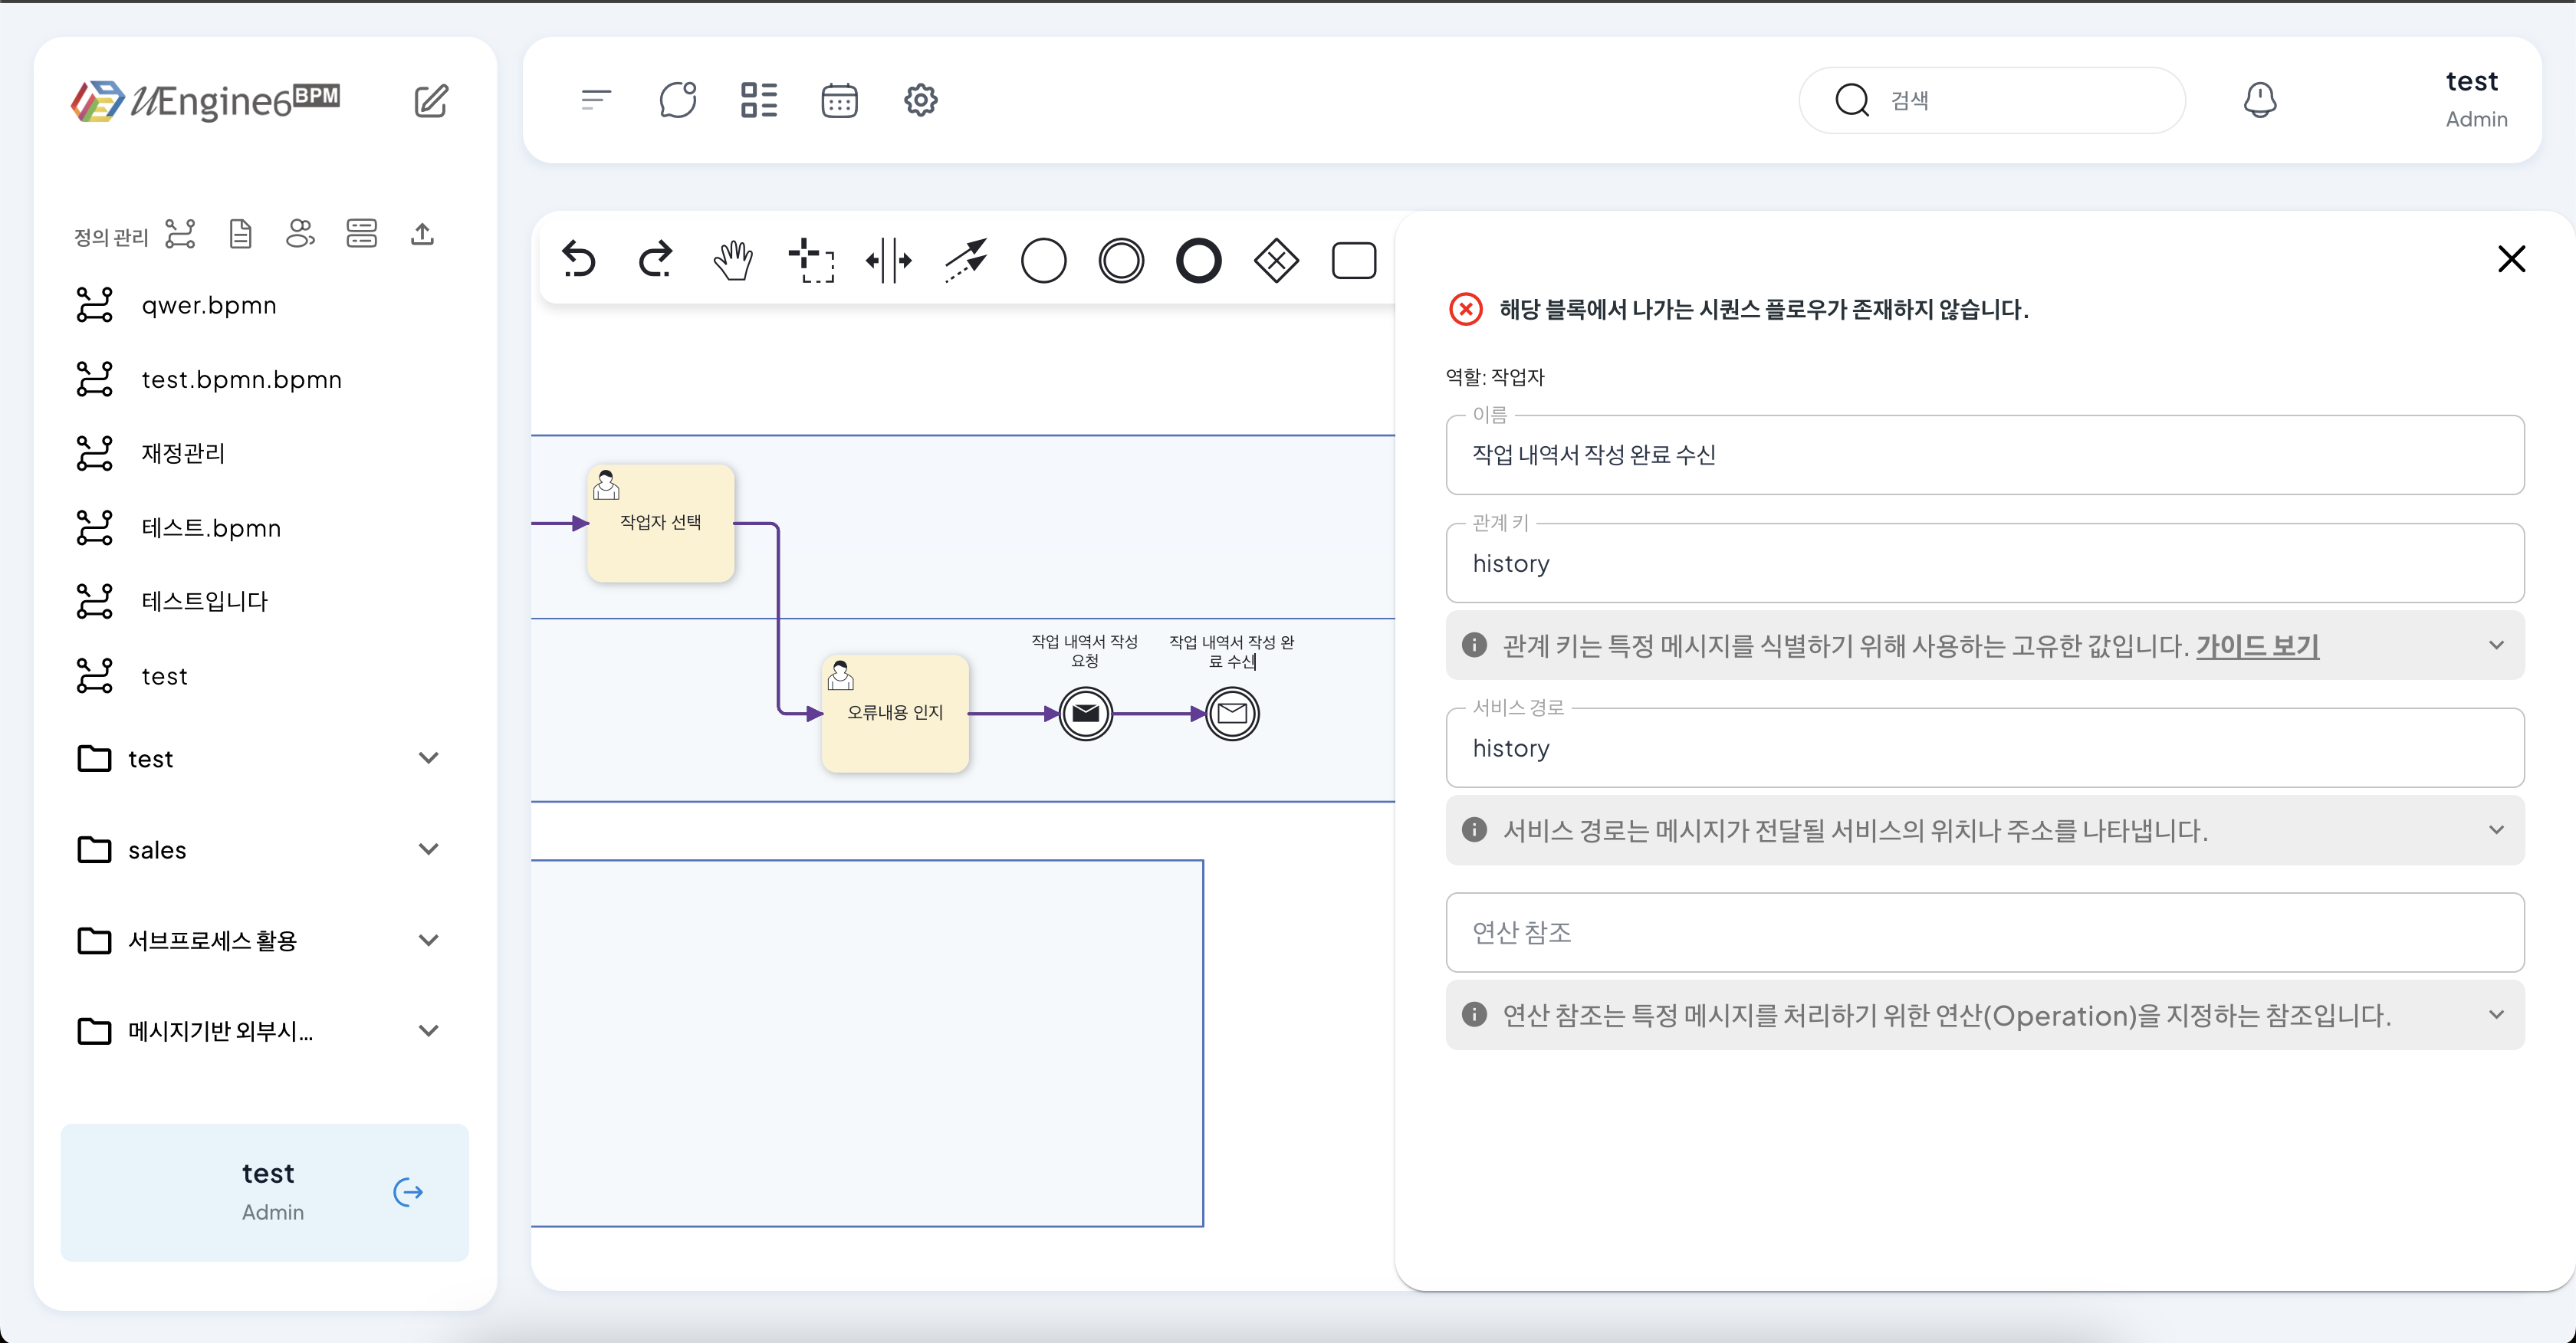 uEngine6BPM
검색
test
Admin
정의 관리
qwer.bpmn
test.bpmn.bpmn
재정관리
테스트.bpmn
테스트입니다
test
test
sales
서브프로세스 활용
메시지기반 외부시...
test
Admin
작업자 선택
오류내용 인지
작업 내역서 작성
요청
작업 내역서 작성 완
료 수신
해당 블록에서 나가는 시퀀스 플로우가 존재하지 않습니다.
역할: 작업자
이름
작업 내역서 작성 완료 수신
관계 키
history
관계 키는 특정 메시지를 식별하기 위해 사용하는 고유한 값입니다. 가이드 보기
서비스 경로
history
서비스 경로는 메시지가 전달될 서비스의 위치나 주소를 나타냅니다.
연산 참조
연산 참조는 특정 메시지를 처리하기 위한 연산(Operation)을 지정하는 참조입니다.